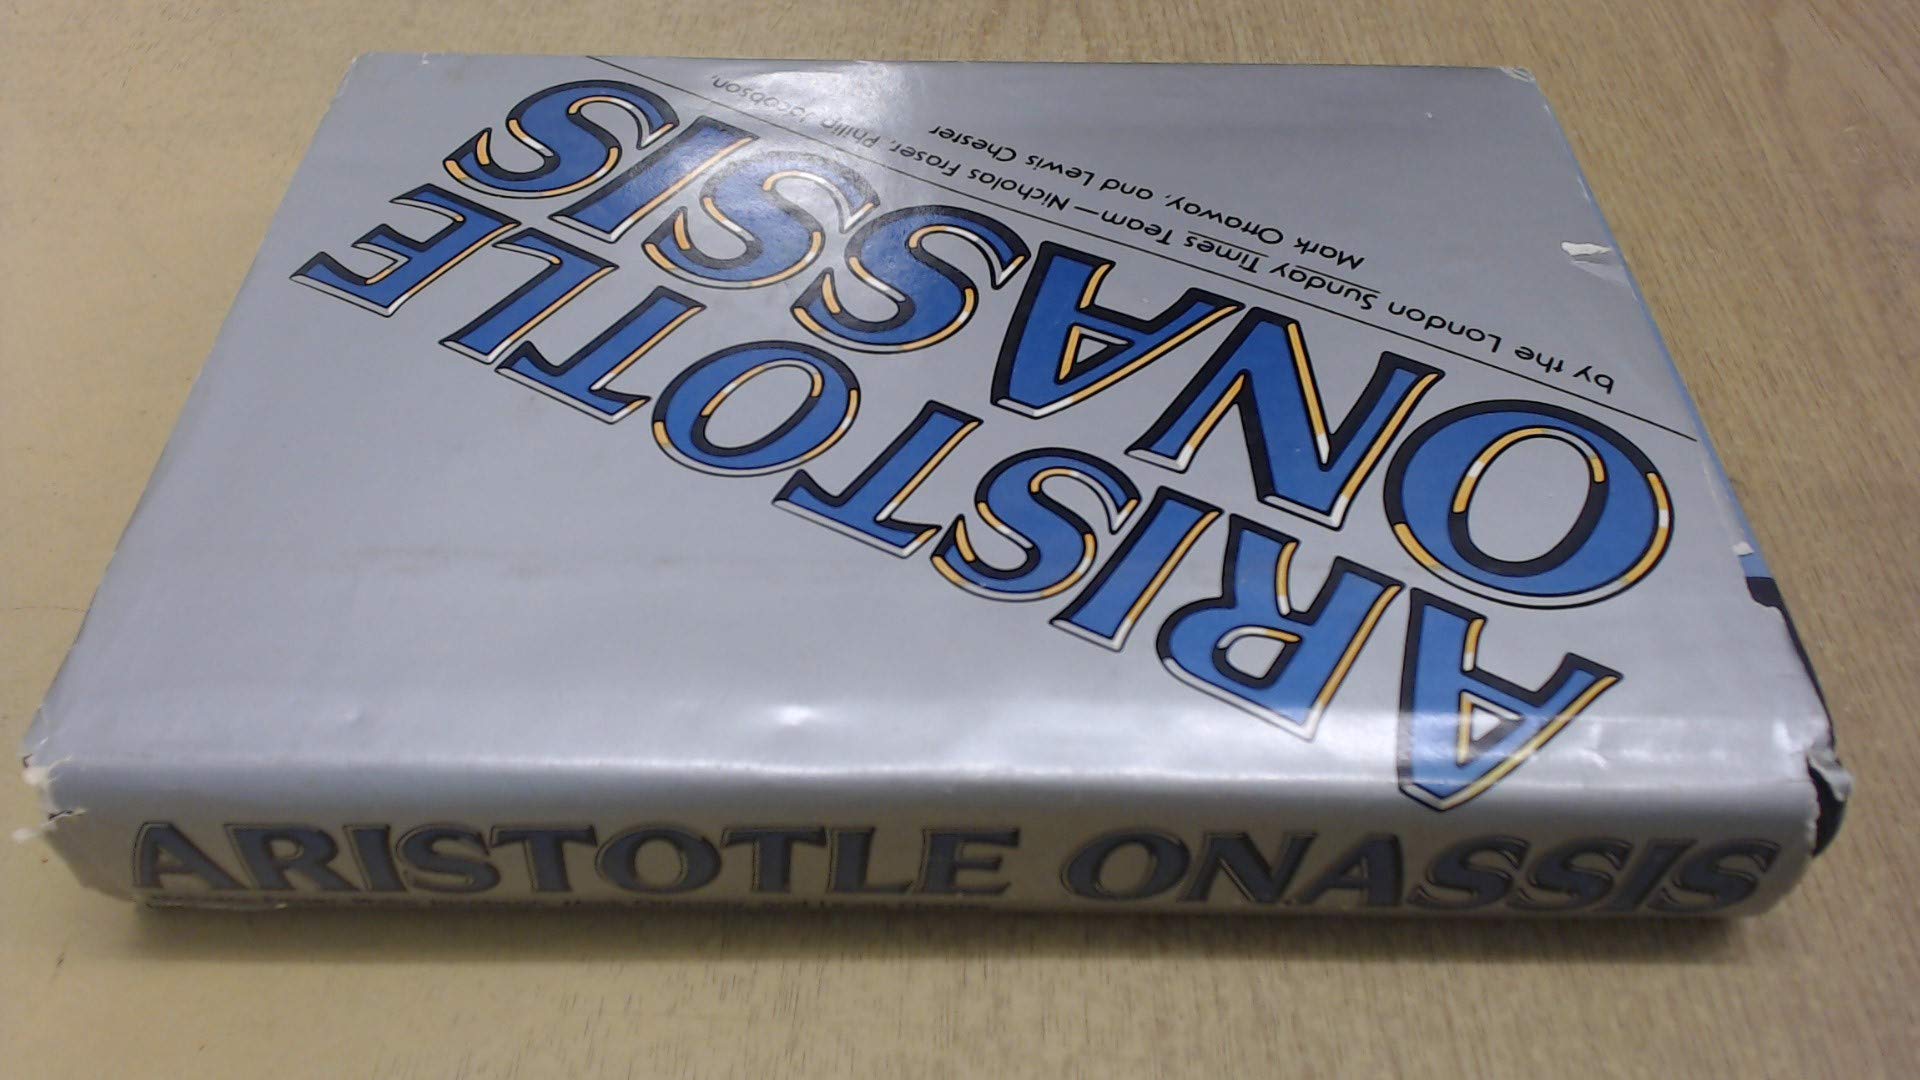 ARISTOTLE
ONASSIS
by the London Sunday Times Team—Nicholas Fraser, Philip Jacobson,
Mark Ottaway, and Lewis Chester
ARISTOTLE ONASSIS